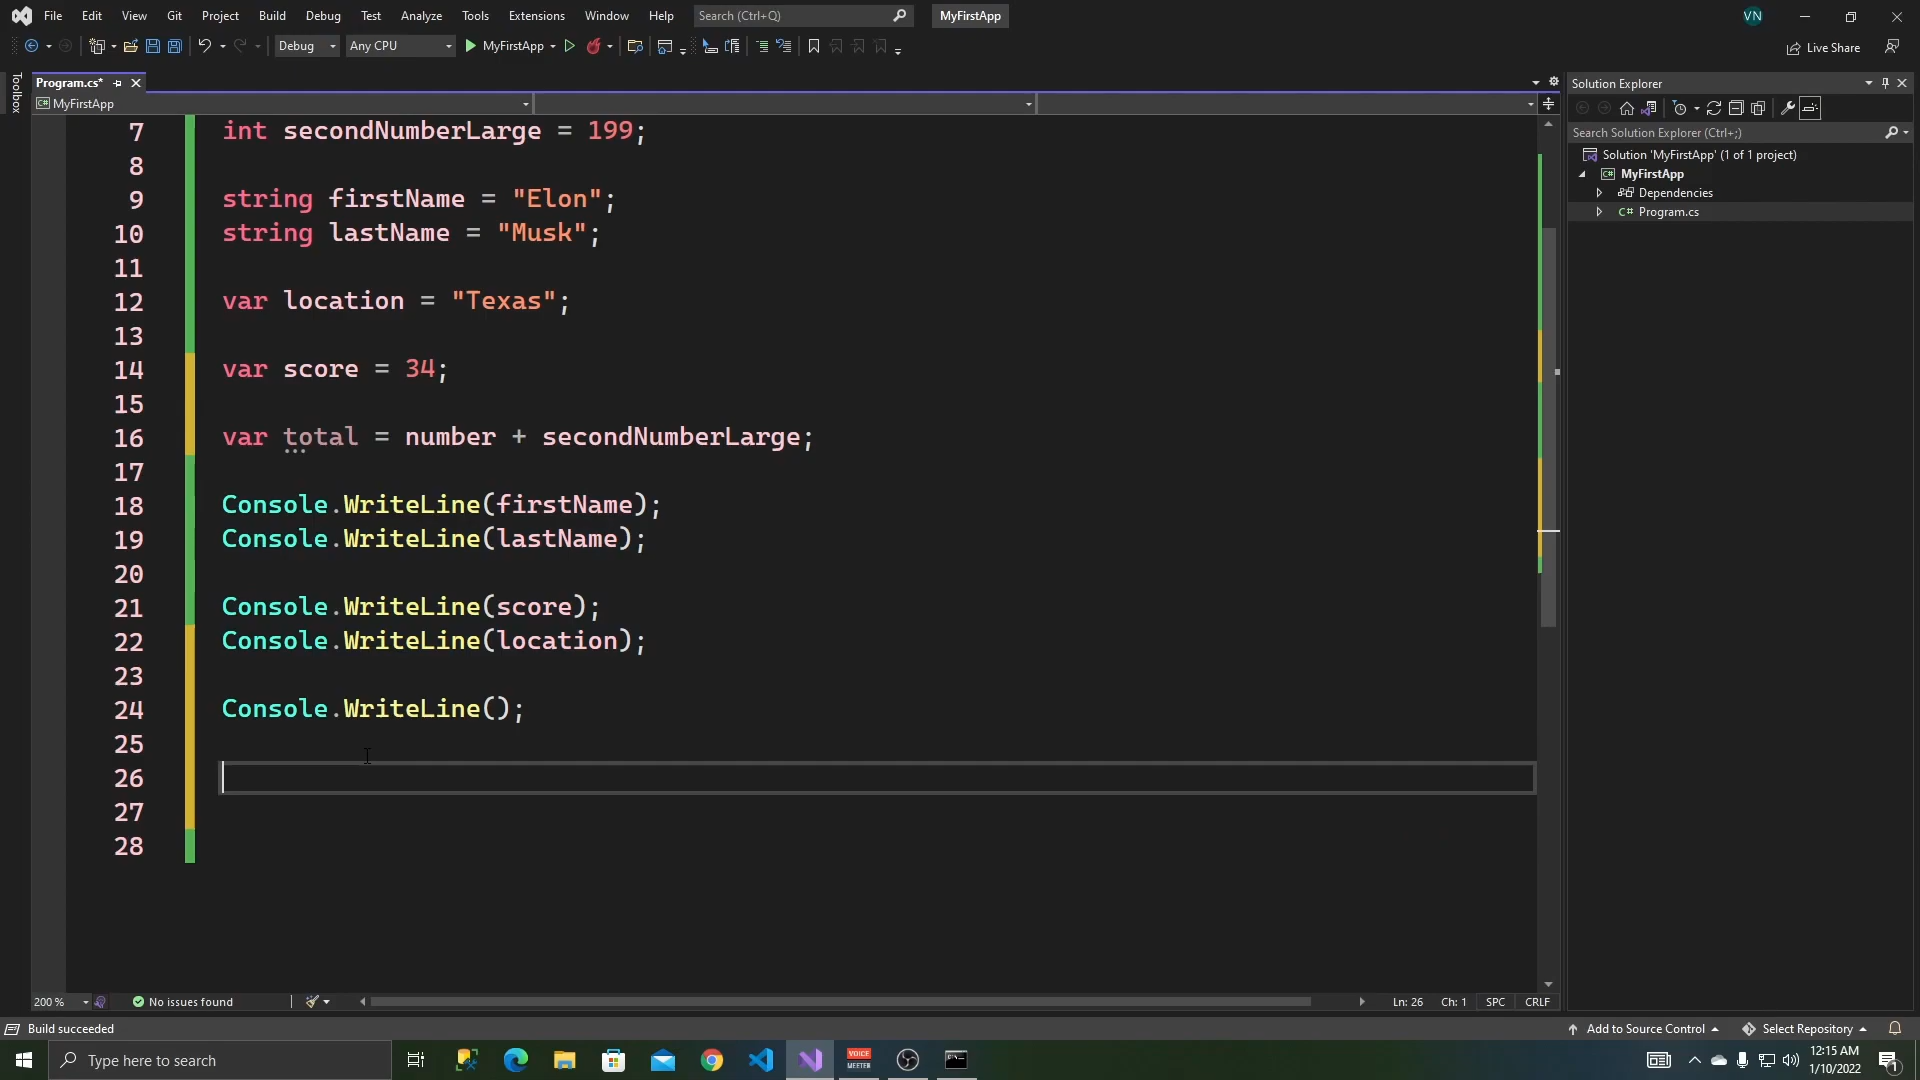 File Edit View Git Project Build Debug Test Analyze Tools Extensions Window Help Search (Ctrl+Q) MyFirstApp VN
Debug Any CPU MyFirstApp Live Share
Toolbox
Program.cs*
MyFirstApp
7 int secondNumberLarge = 199;
8
9 string firstName = "Elon";
10 string lastName = "Musk";
11
12 var location = "Texas";
13
14 var score = 34;
15
16 var total = number + secondNumberLarge;
17
18 Console.WriteLine(firstName);
19 Console.WriteLine(lastName);
20
21 Console.WriteLine(score);
22 Console.WriteLine(location);
23
24 Console.WriteLine();
25
26
27
28
Solution Explorer
Search Solution Explorer (Ctrl+;)
Solution 'MyFirstApp' (1 of 1 project)
C# MyFirstApp
Dependencies
C# Program.cs
200 % No issues found Ln: 26 Ch: 1 SPC CRLF
Build succeeded Add to Source Control Select Repository
Type here to search
VOICE
MEETER
12:15 AM
1/10/2022
1